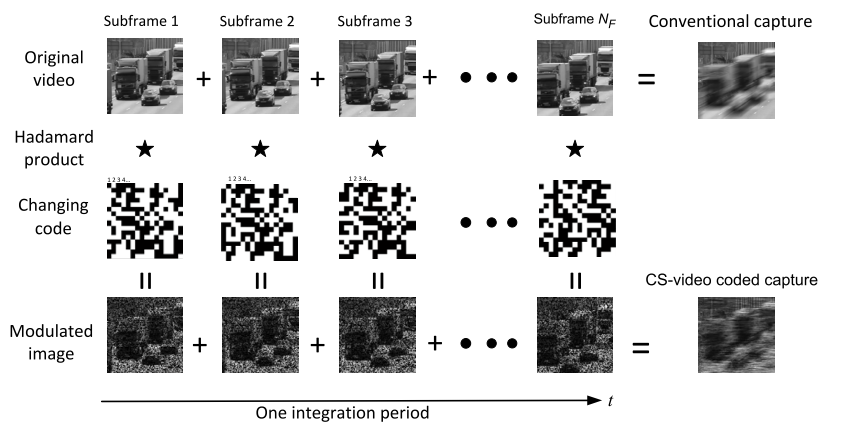 Subframe 1
Subframe 2
Subframe 3
Subframe N_F
Conventional capture
Original
video
+
+
+
=
Hadamard
product
1 2 3 4...
1 2 3 4...
1 2 3 4...
Changing
code
=
=
=
=
CS-video coded capture
Modulated
image
+
+
+
=
t
One integration period